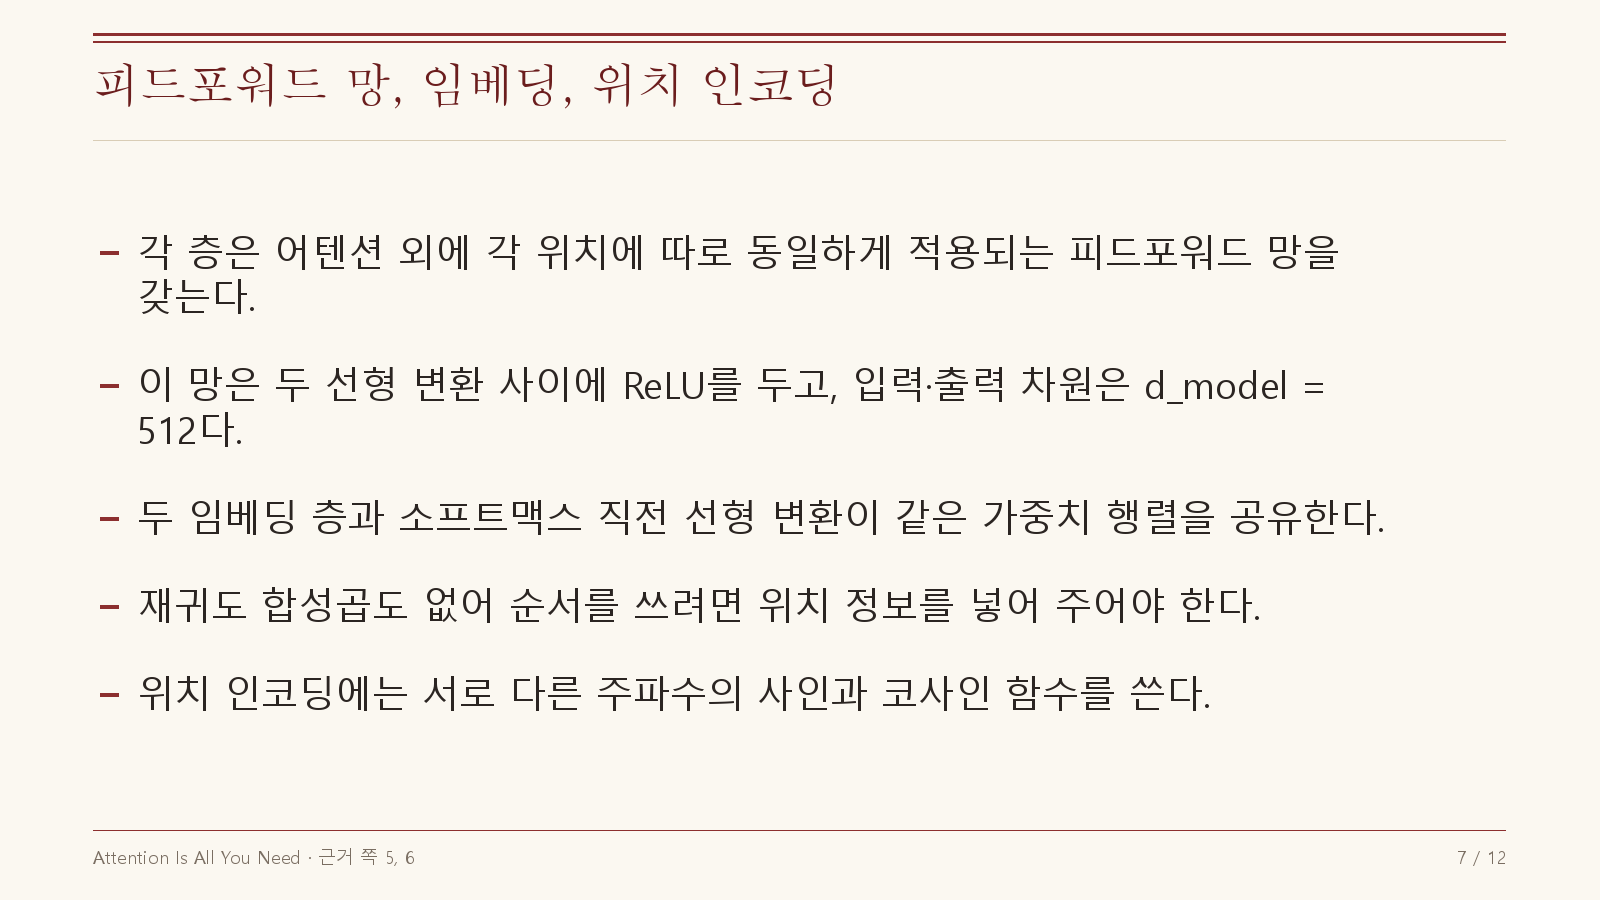 피드포워드 망, 임베딩, 위치 인코딩
– 각 층은 어텐션 외에 각 위치에 따로 동일하게 적용되는 피드포워드 망을
갖는다.
– 이 망은 두 선형 변환 사이에 ReLU를 두고, 입력·출력 차원은 d_model =
512다.
– 두 임베딩 층과 소프트맥스 직전 선형 변환이 같은 가중치 행렬을 공유한다.
– 재귀도 합성곱도 없어 순서를 쓰려면 위치 정보를 넣어 주어야 한다.
– 위치 인코딩에는 서로 다른 주파수의 사인과 코사인 함수를 쓴다.
Attention Is All You Need · 근거 쪽 5, 6
7 / 12